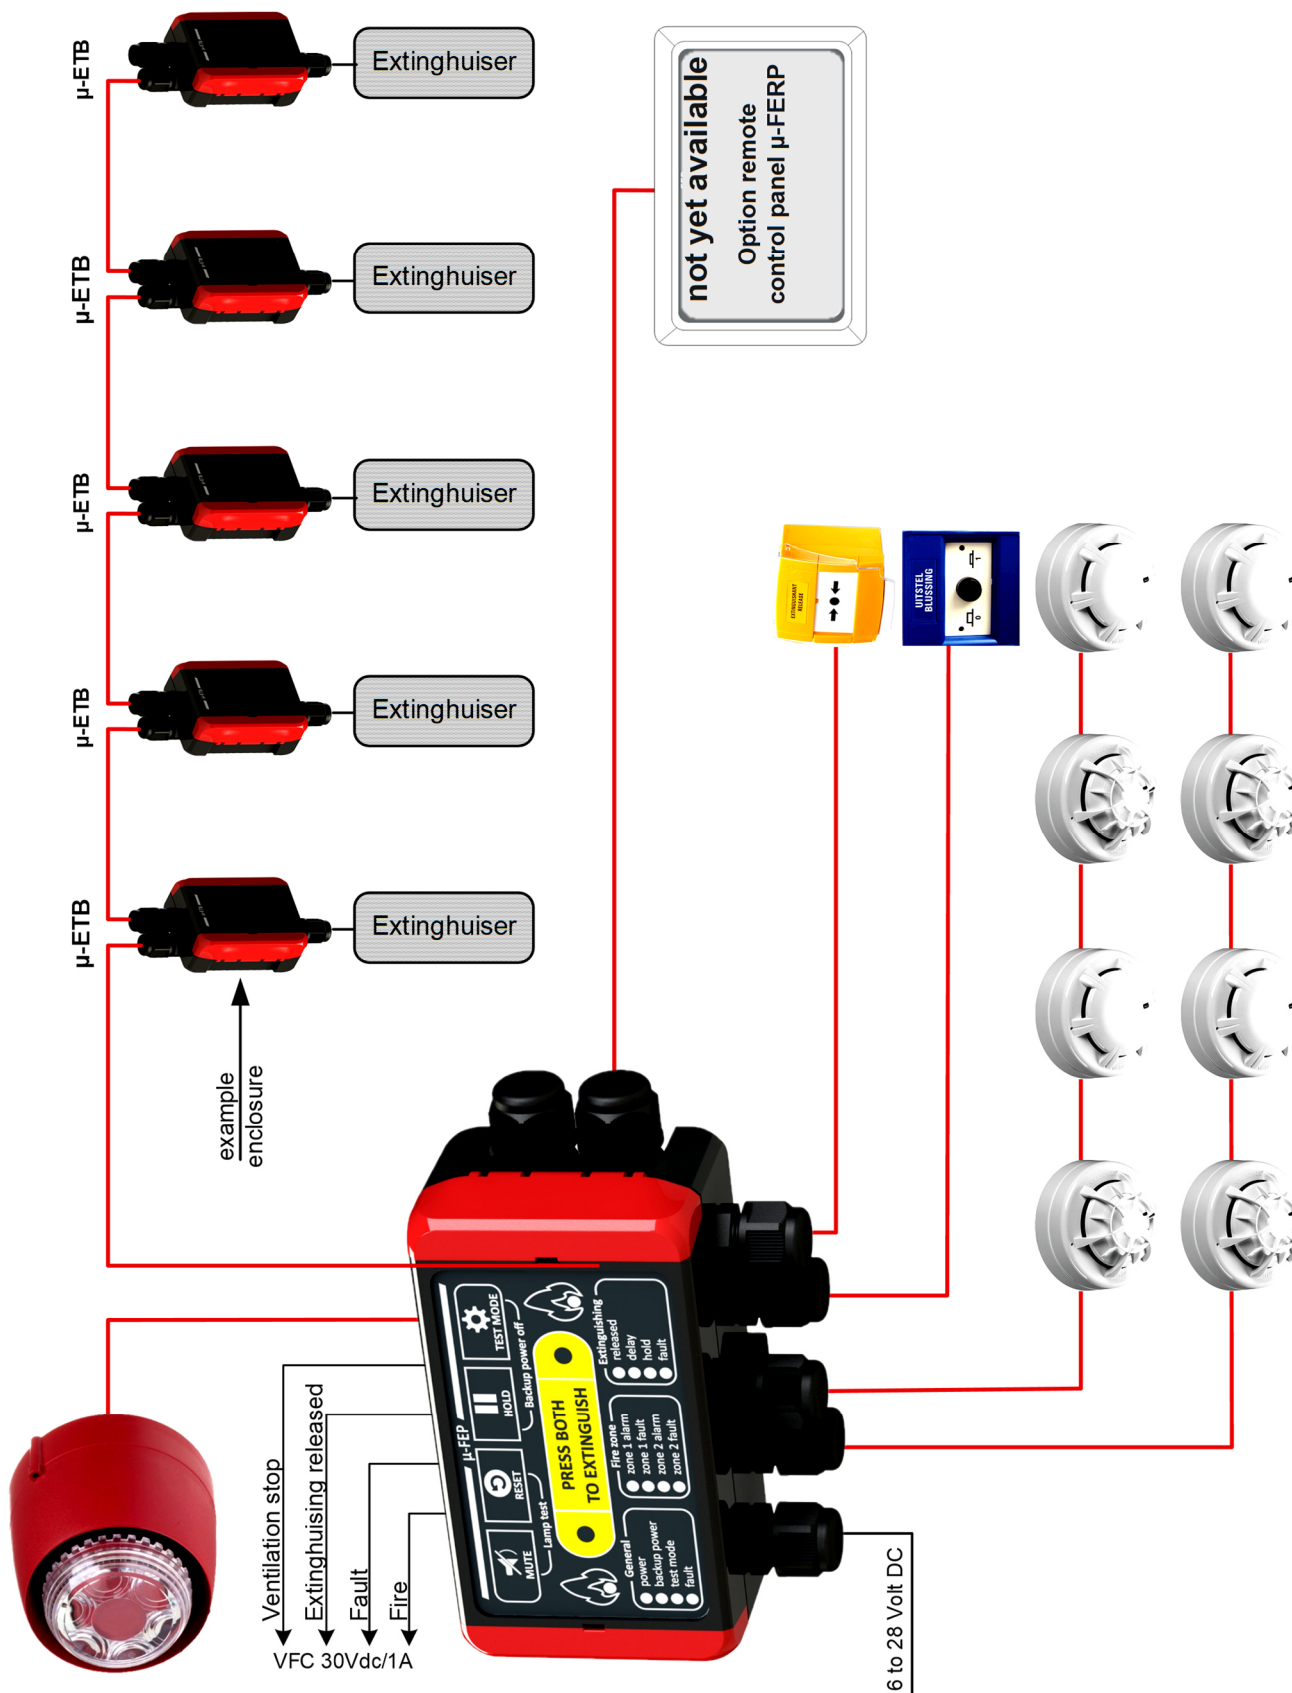 µ-ETB
Extinghuiser
µ-ETB
Extinghuiser
µ-ETB
Extinghuiser
µ-ETB
Extinghuiser
µ-ETB
Extinghuiser
example
enclosure
not yet available
Option remote
control panel µ-FERP
EXTINGUISHANT
RELEASE
UITSTEL
BLUSSING
0
1
Ventilation stop
Extinghuising released
Fault
Fire
VFC 30Vdc/1A
µ-FEP
MUTE
RESET
HOLD
TEST MODE
Lamp test
Backup power off
PRESS BOTH
TO EXTINGUISH
General
power
backup power
test mode
fault
Fire zone
zone 1 alarm
zone 1 fault
zone 2 alarm
zone 2 fault
Extinguishing
released
delay
hold
fault
6 to 28 Volt DC